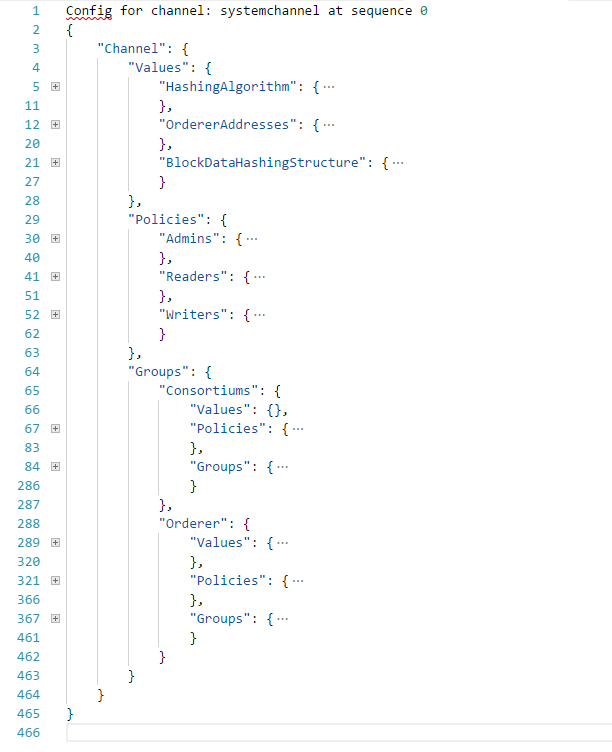 1 Config for channel: systemchannel at sequence 0
2 {
3 "Channel": {
4 "Values": {
5 "HashingAlgorithm": { ···
11 },
12 "OrdererAddresses": { ···
20 },
21 "BlockDataHashingStructure": { ···
27 }
28 },
29 "Policies": {
30 "Admins": { ···
40 },
41 "Readers": { ···
51 },
52 "Writers": { ···
62 }
63 },
64 "Groups": {
65 "Consortiums": {
66 "Values": {},
67 "Policies": { ···
83 },
84 "Groups": { ···
286 }
287 },
288 "Orderer": {
289 "Values": { ···
320 },
321 "Policies": { ···
366 },
367 "Groups": { ···
461 }
462 }
463 }
464 }
465 }
466